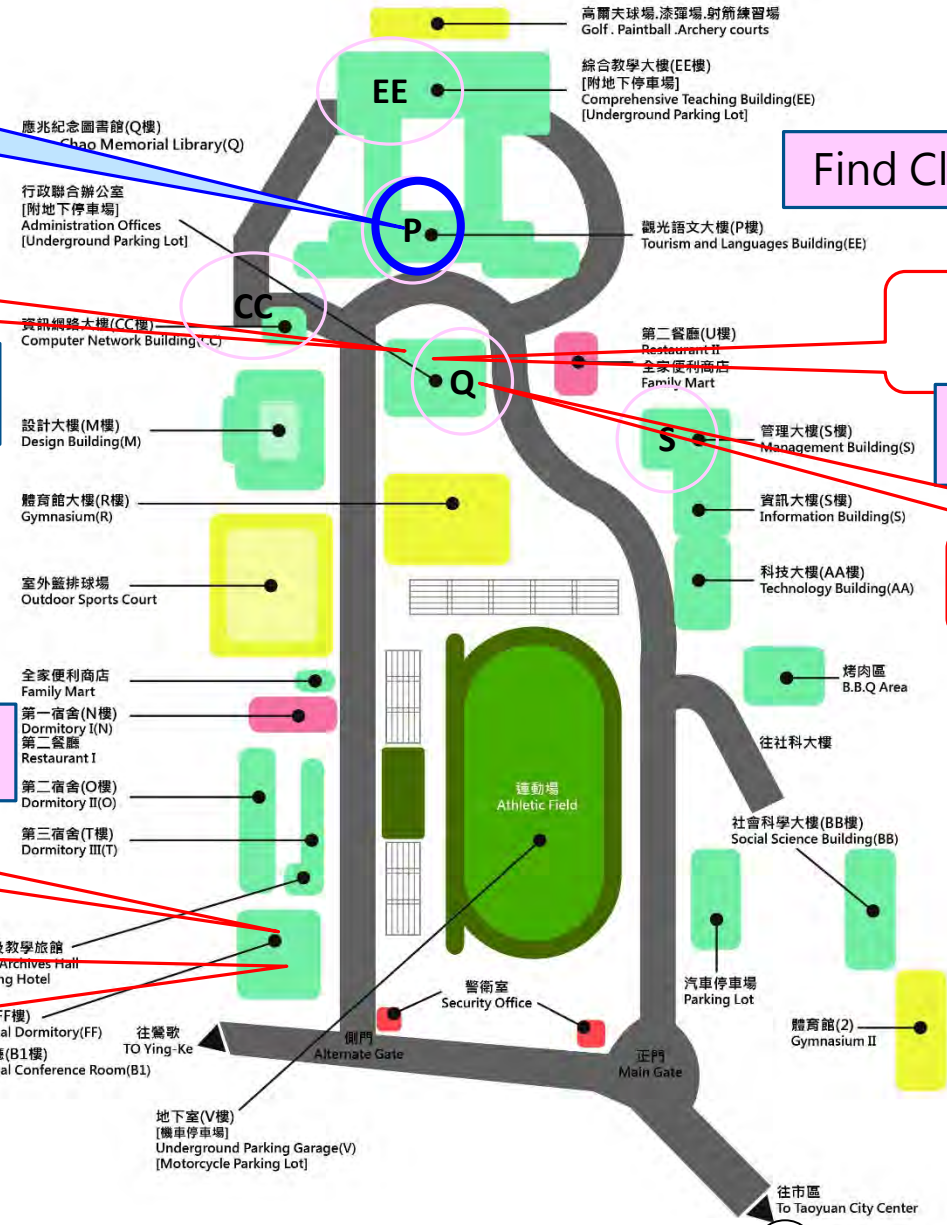 高爾夫球場.漆彈場.射箭練習場
Golf . Paintball .Archery courts
綜合教學大樓(EE樓)
[附地下停車場]
Comprehensive Teaching Building(EE)
[Underground Parking Lot]
EE
應兆紀念圖書館(Q樓)
Chao Memorial Library(Q)
Find Cl
行政聯合辦公室
[附地下停車場]
Administration Offices
[Underground Parking Lot]
P
觀光語文大樓(P樓)
Tourism and Languages Building(EE)
CC
資訊網路大樓(CC樓)
Computer Network Building(CC)
第二餐廳(U樓)
Restaurant II
全家便利商店
Family Mart
Q
設計大樓(M樓)
Design Building(M)
S
管理大樓(S樓)
Management Building(S)
體育館大樓(R樓)
Gymnasium(R)
資訊大樓(S樓)
Information Building(S)
室外籃排球場
Outdoor Sports Court
科技大樓(AA樓)
Technology Building(AA)
全家便利商店
Family Mart
烤肉區
B.B.Q Area
第一宿舍(N樓)
Dormitory I(N)
第二餐廳
Restaurant I
往社科大樓
第二宿舍(O樓)
Dormitory II(O)
運動場
Athletic Field
第三宿舍(T樓)
Dormitory III(T)
社會科學大樓(BB樓)
Social Science Building(BB)
教學旅館
Archives Hall
ng Hotel
汽車停車場
Parking Lot
警衛室
Security Office
FF樓)
al Dormitory(FF)
體育館(2)
Gymnasium II
往鶯歌
TO Ying-Ke
側門
Alternate Gate
(B1樓)
al Conference Room(B1)
正門
Main Gate
地下室(V樓)
[機車停車場]
Underground Parking Garage(V)
[Motorcycle Parking Lot]
往市區
To Taoyuan City Center